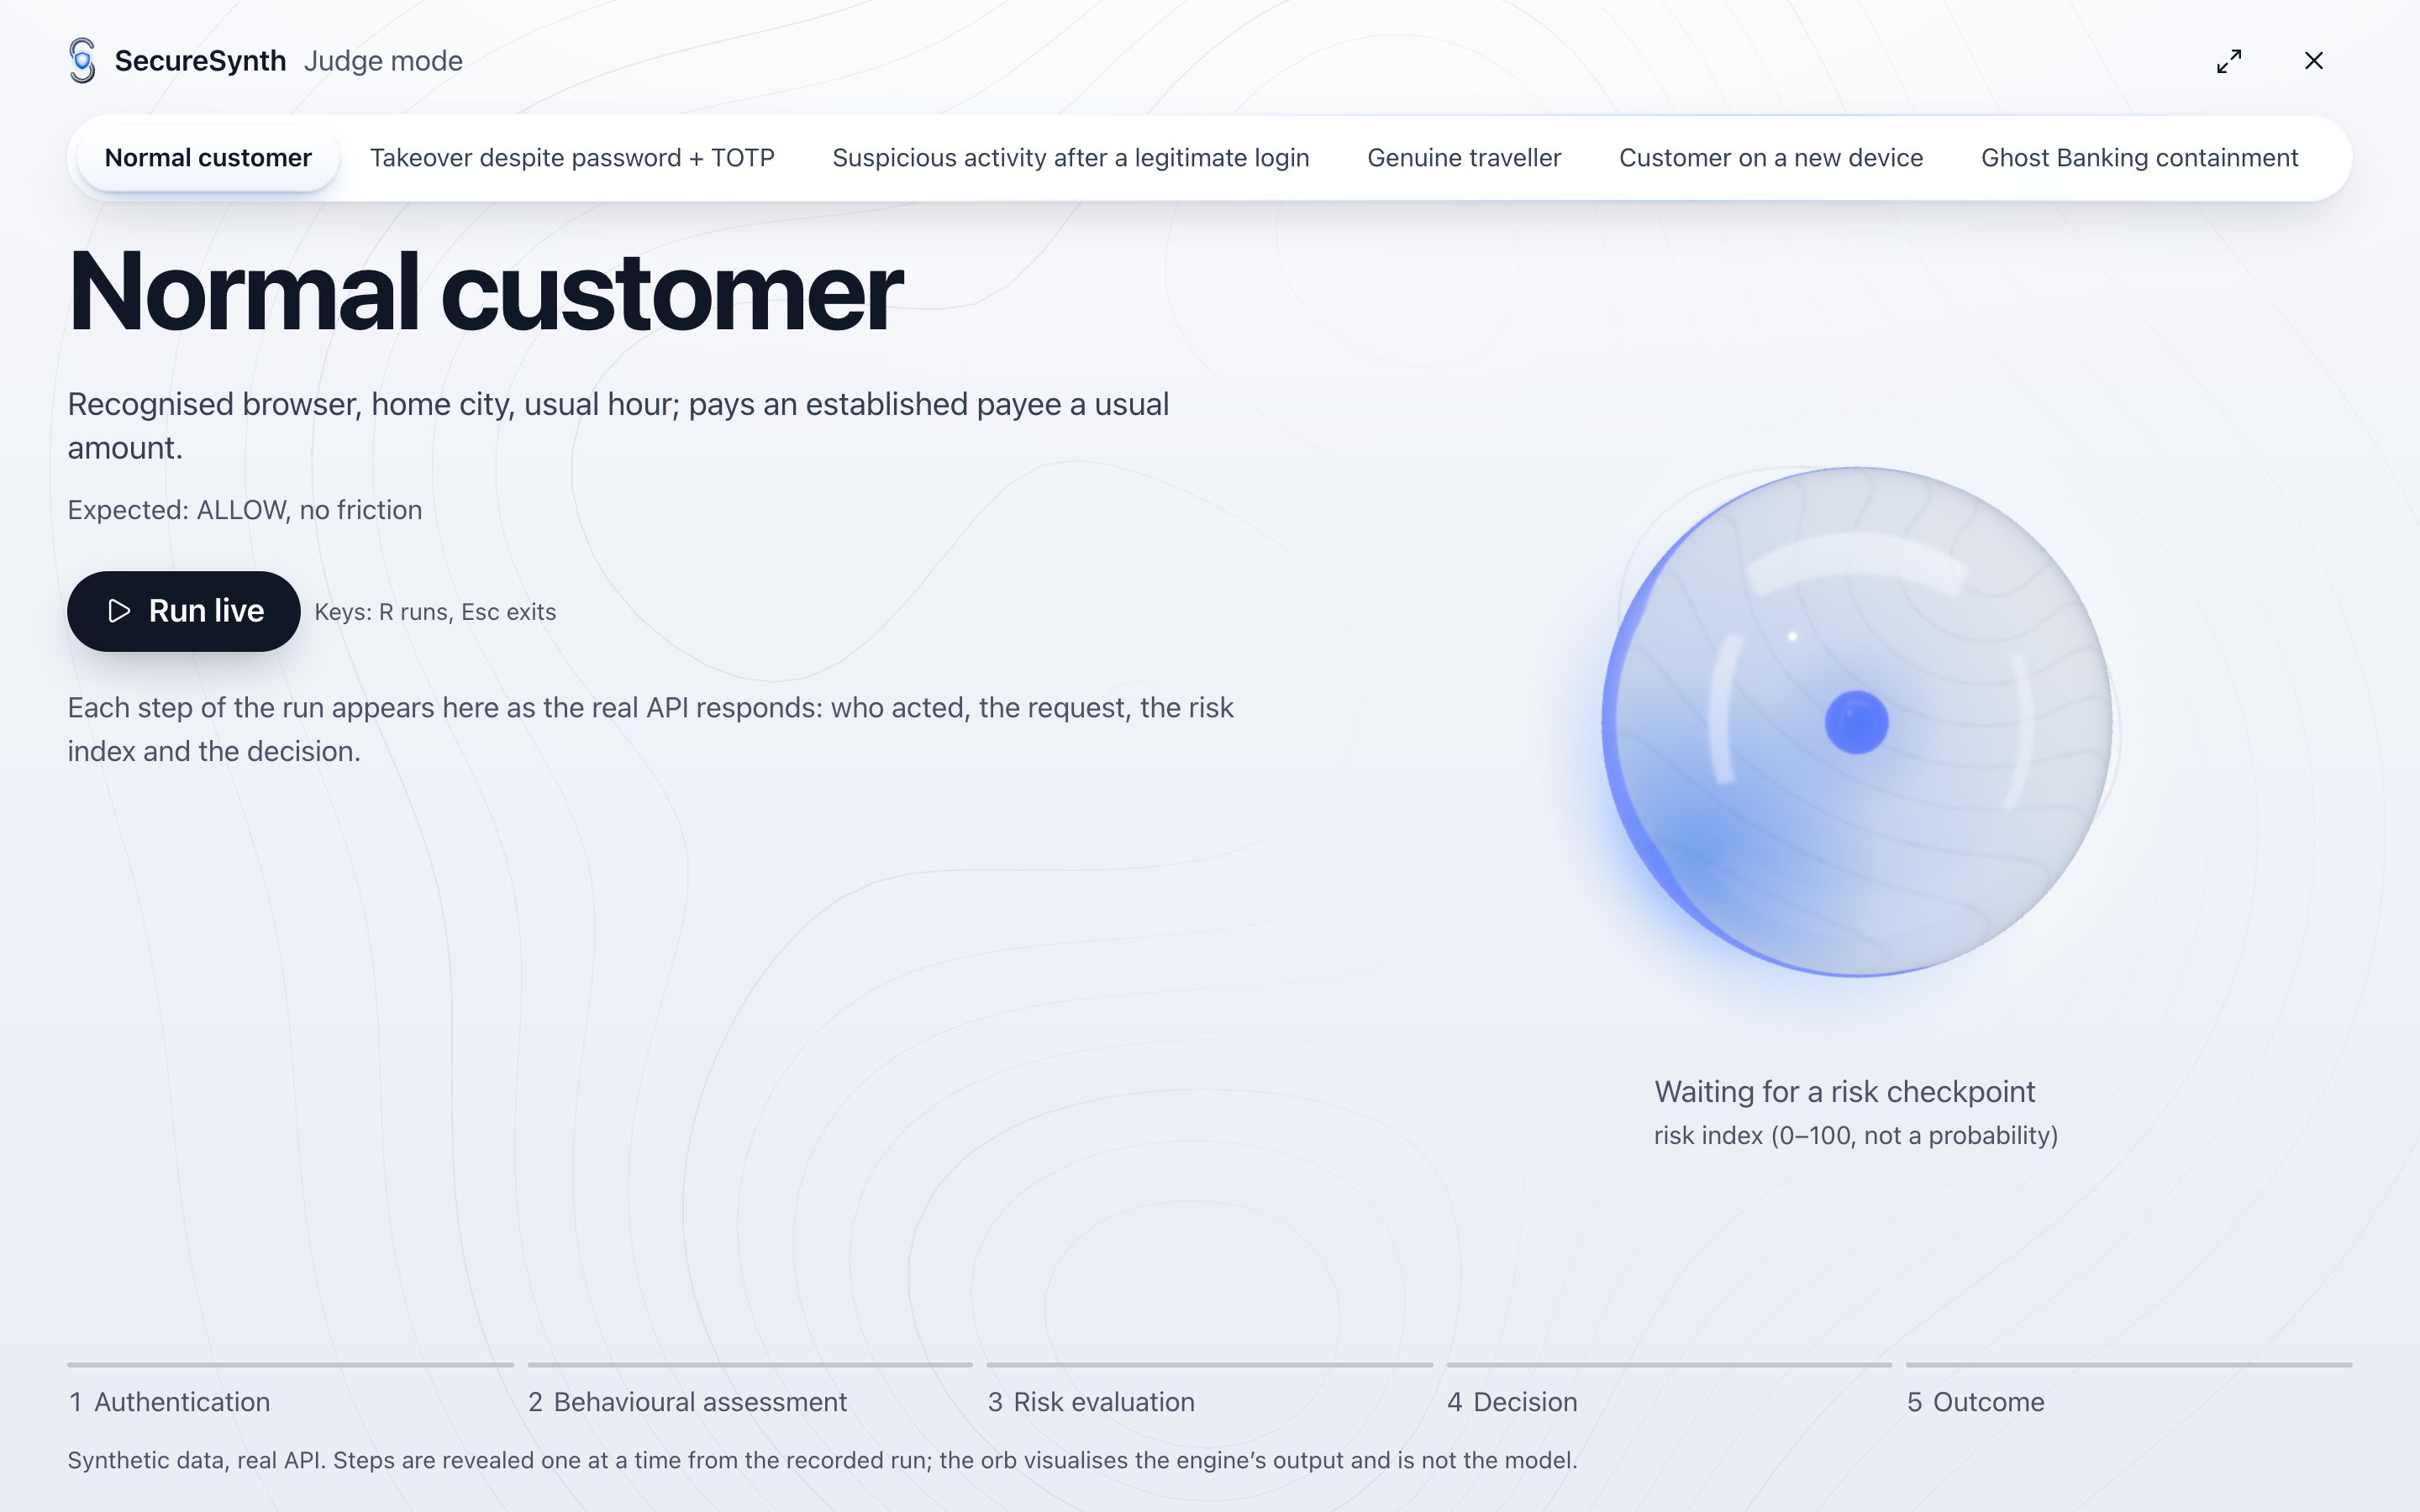 SecureSynth Judge mode
Normal customer Takeover despite password + TOTP Suspicious activity after a legitimate login Genuine traveller Customer on a new device Ghost Banking containment
Normal customer
Recognised browser, home city, usual hour; pays an established payee a usual
amount.
Expected: ALLOW, no friction
Run live Keys: R runs, Esc exits
Each step of the run appears here as the real API responds: who acted, the request, the risk
index and the decision.
Waiting for a risk checkpoint
risk index (0–100, not a probability)
1 Authentication 2 Behavioural assessment 3 Risk evaluation 4 Decision 5 Outcome
Synthetic data, real API. Steps are revealed one at a time from the recorded run; the orb visualises the engine’s output and is not the model.